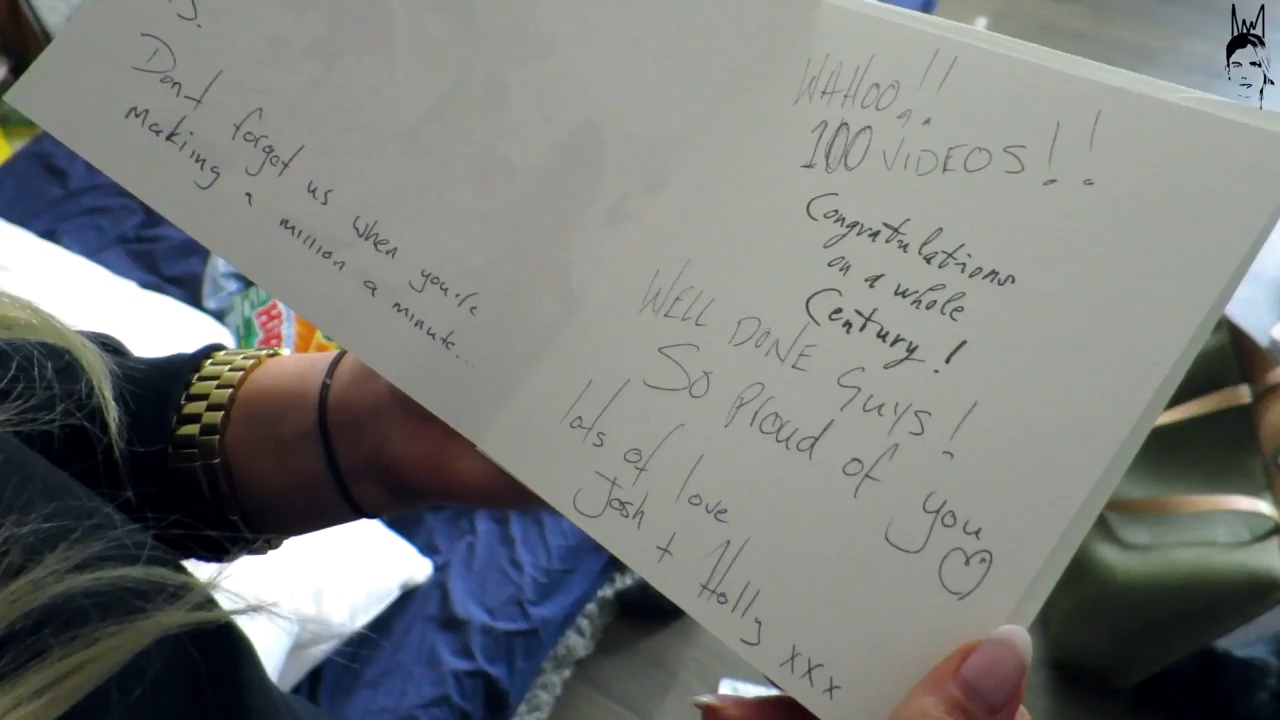 Dont forget us when you're
making a million a minute...
WAHOO!!
100 VIDEOS!!
Congratulations
on a whole
Century!
WELL DONE GUYS!
So Proud of you
lots of love
Josh + Holly xxx